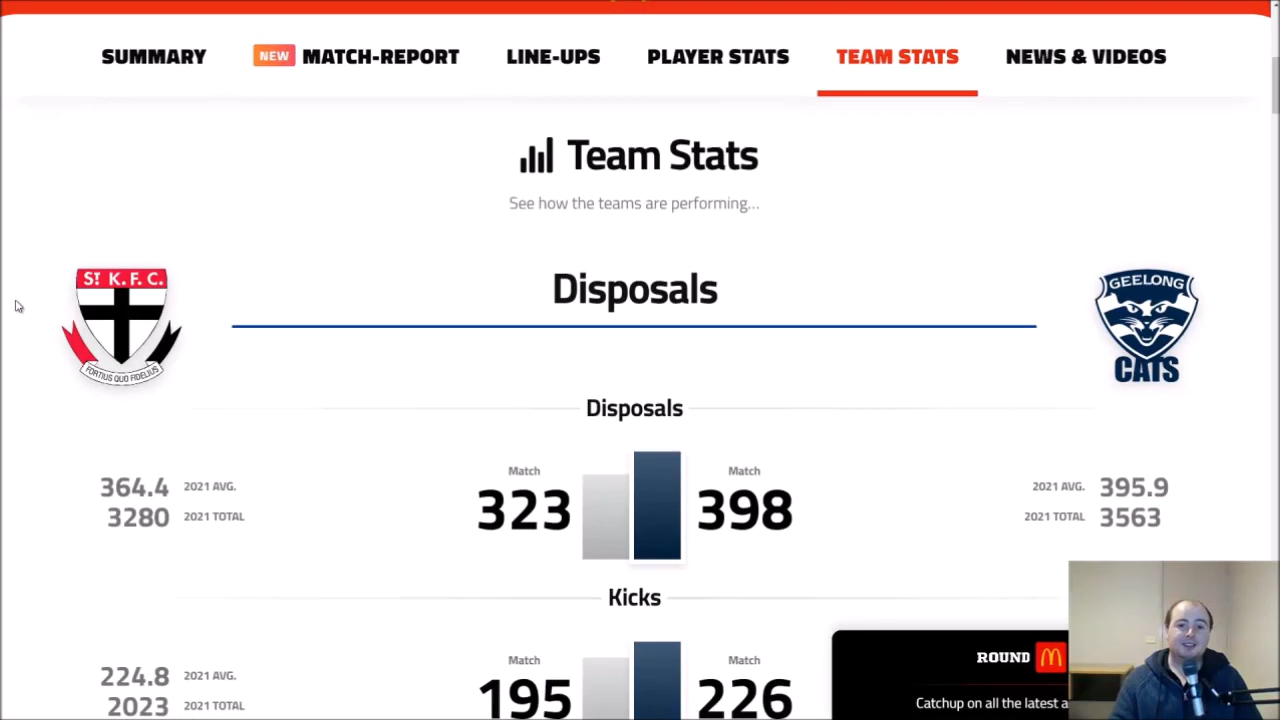 SUMMARY
NEW MATCH-REPORT
LINE-UPS
PLAYER STATS
TEAM STATS
NEWS & VIDEOS
Team Stats
See how the teams are performing...
ST K.F.C.
FORTIUS QUO FIDELIUS
Disposals
GEELONG
CATS
Disposals
364.4 2021 AVG.
3280 2021 TOTAL
Match
323
Match
398
2021 AVG. 395.9
2021 TOTAL 3563
Kicks
224.8 2021 AVG.
2023 2021 TOTAL
Match
195
Match
226
ROUND
Catchup on all the latest a